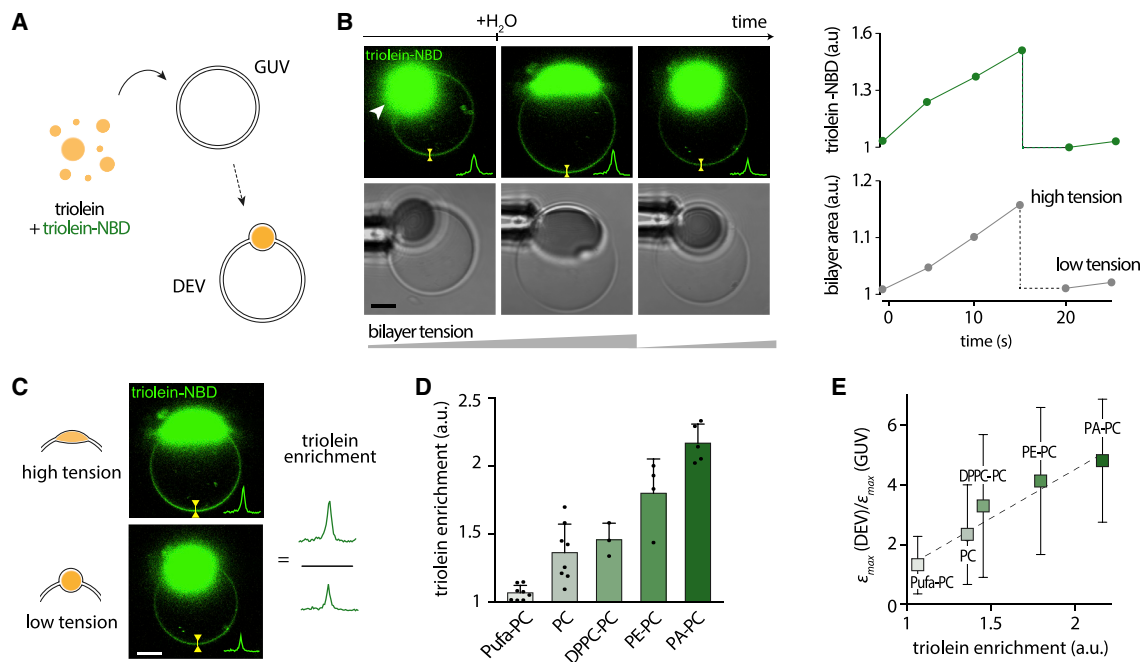 A
GUV
triolein
+ triolein-NBD
DEV
B
+H2O
time
triolein-NBD
bilayer tension
triolein -NBD (a.u)
1.6
1.3
1
bilayer area (a.u)
1.2
1.1
1
high tension
low tension
0
10
20
time (s)
C
triolein-NBD
high tension
low tension
triolein
enrichment
=
D
triolein enrichment (a.u.)
2.5
2
1.5
1
Pufa-PC
PC
DPPC-PC
PE-PC
PA-PC
E
εmax (DEV)/εmax (GUV)
6
4
2
0
PA-PC
PE-PC
DPPC-PC
PC
Pufa-PC
1
1.5
2
triolein enrichment (a.u.)